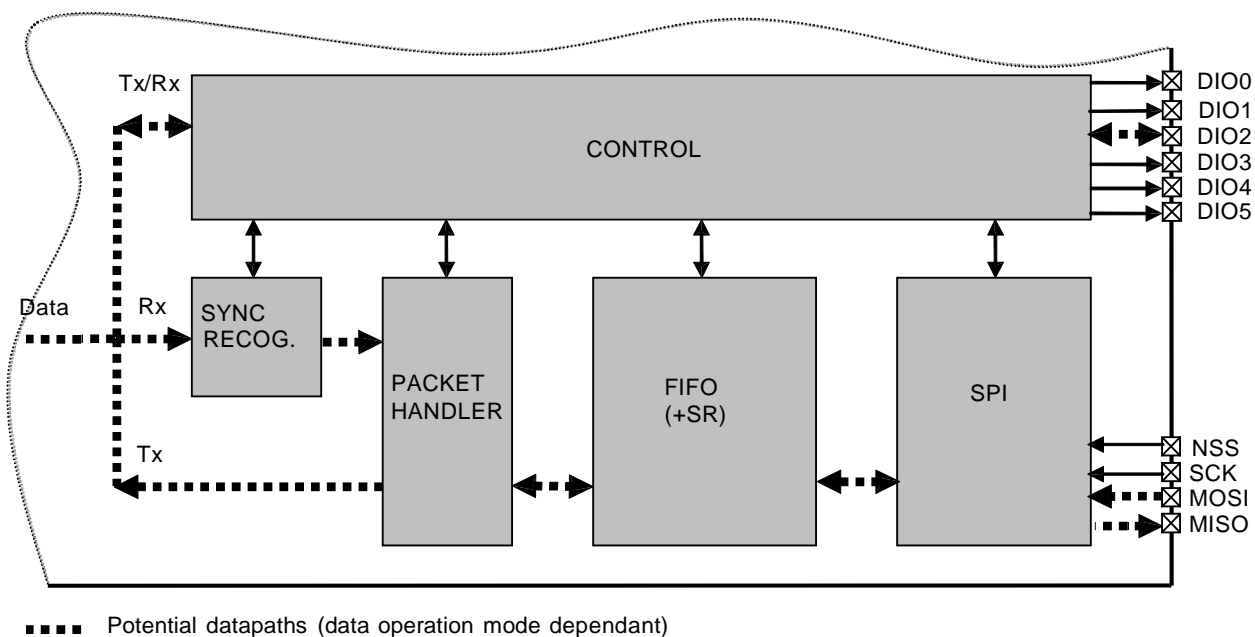 Tx/Rx
CONTROL
DIO0
DIO1
DIO2
DIO3
DIO4
DIO5
Data
Rx
SYNC
RECOG.
PACKET
HANDLER
FIFO
(+SR)
SPI
Tx
NSS
SCK
MOSI
MISO
Potential datapaths (data operation mode dependant)